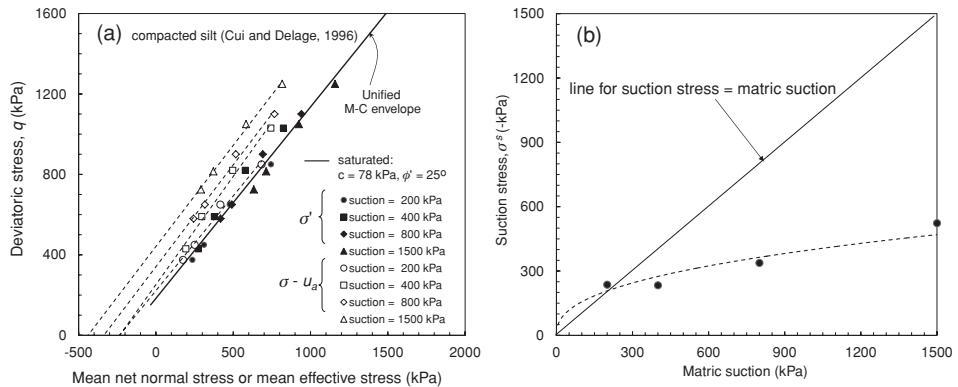 (a)
compacted silt (Cui and Delage, 1996)
Unified
M-C envelope
saturated:
c = 78 kPa, ϕ' = 25º
σ'
suction = 200 kPa
suction = 400 kPa
suction = 800 kPa
suction = 1500 kPa
σ - uₐ
suction = 200 kPa
suction = 400 kPa
suction = 800 kPa
suction = 1500 kPa
Deviatoric stress, q (kPa)
1600
1200
800
400
0
-500 0 500 1000 1500 2000
Mean net normal stress or mean effective stress (kPa)
(b)
line for suction stress = matric suction
Suction stress, σˢ (-kPa)
1500
1200
900
600
300
0
0 300 600 900 1200 1500
Matric suction (kPa)